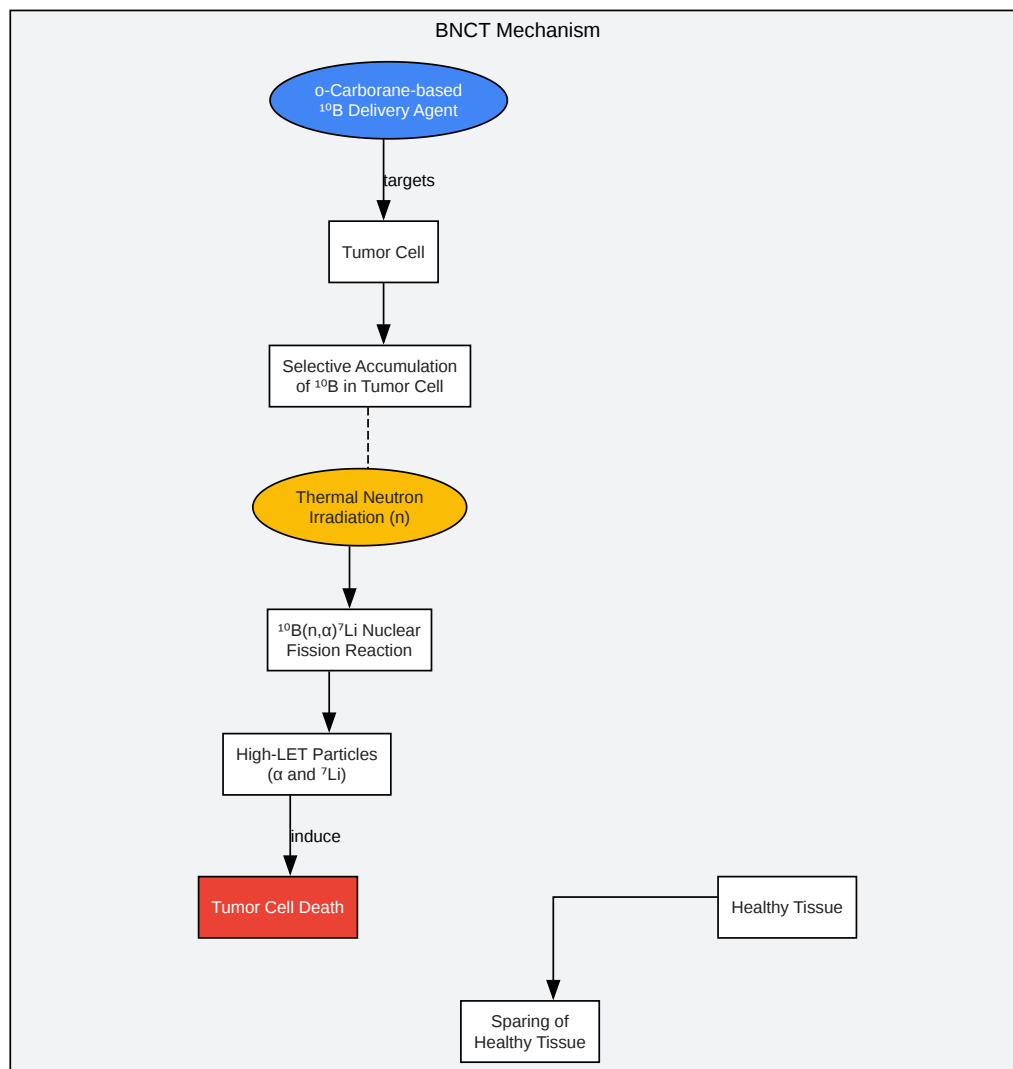 BNCT Mechanism
o-Carborane-based
¹⁰B Delivery Agent
targets
Tumor Cell
Selective Accumulation
of ¹⁰B in Tumor Cell
Thermal Neutron
Irradiation (n)
¹⁰B(n,α)⁷Li Nuclear
Fission Reaction
High-LET Particles
(α and ⁷Li)
induce
Tumor Cell Death
Healthy Tissue
Sparing of
Healthy Tissue